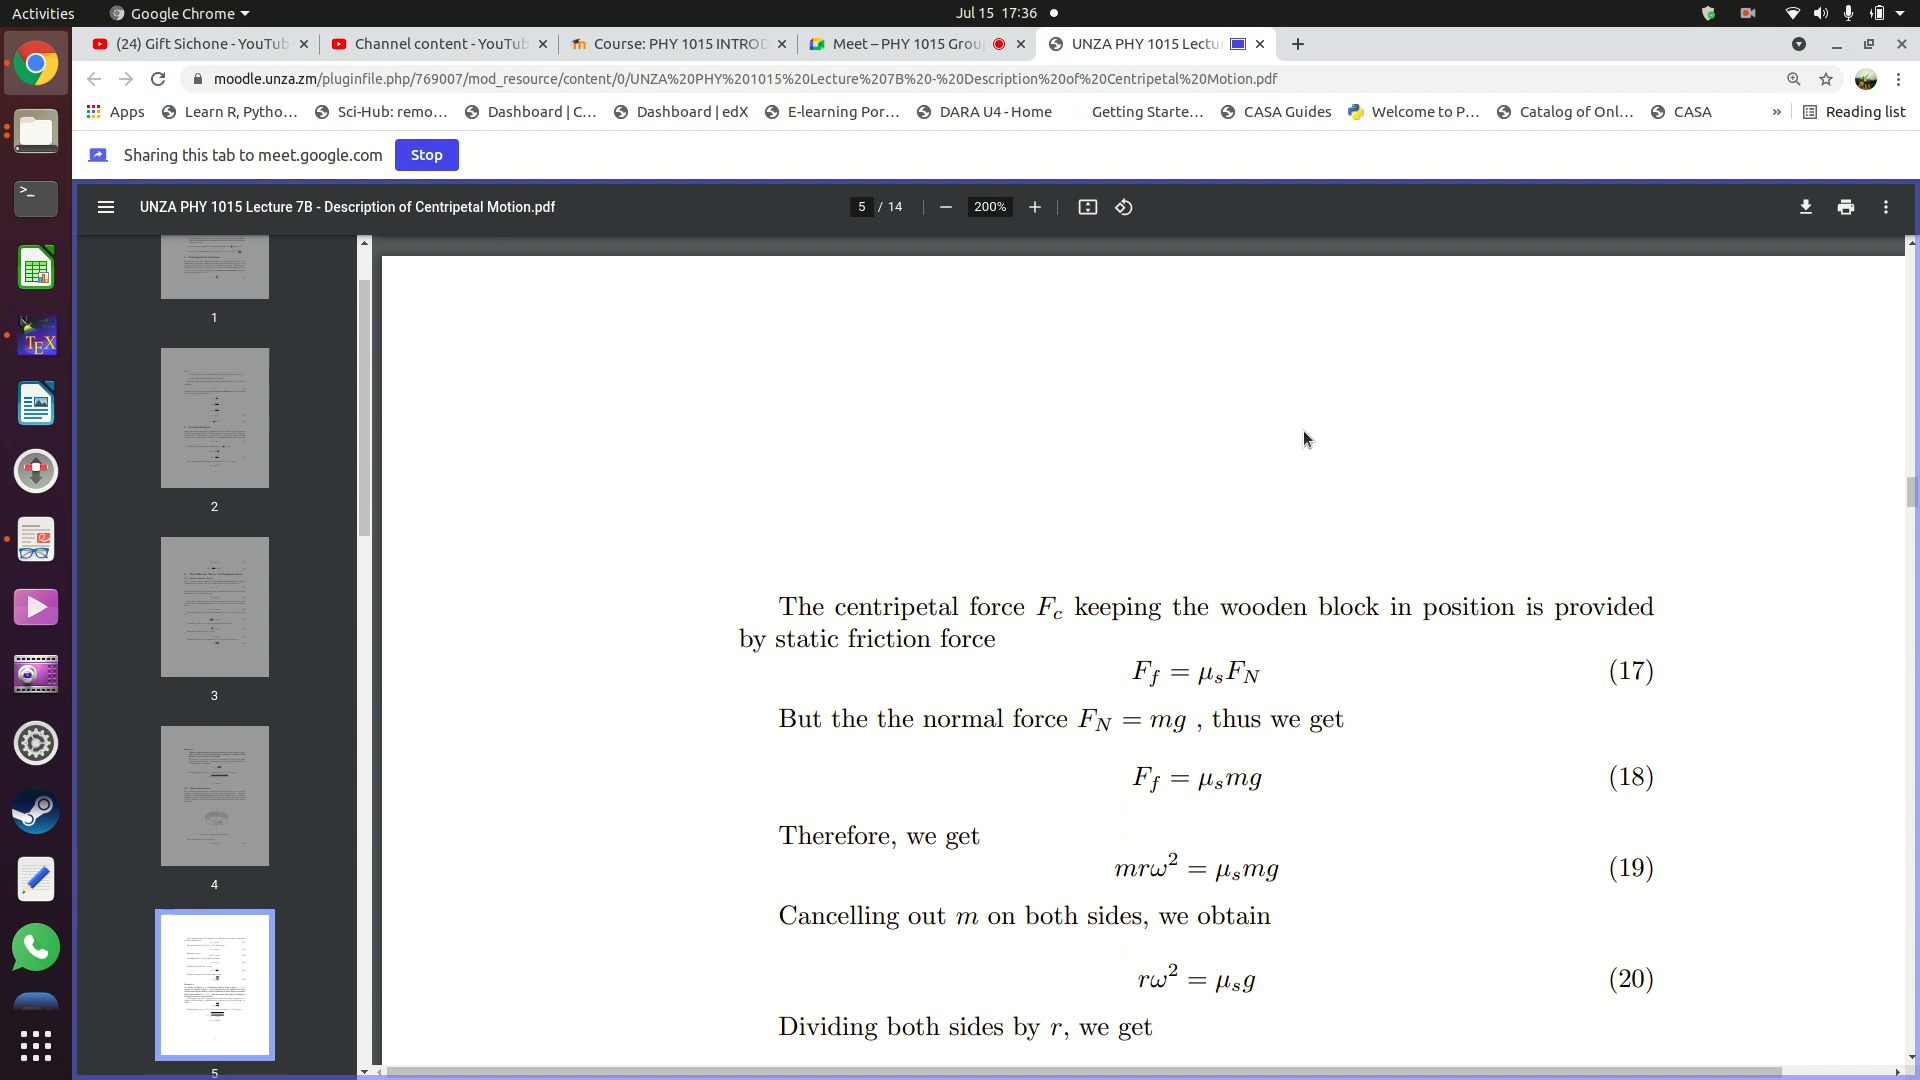 Activities
Google Chrome
Jul 15 17:36
(24) Gift Sichone - YouTub
Channel content - YouTub
Course: PHY 1015 INTROD
Meet – PHY 1015 Grou
UNZA PHY 1015 Lectur
moodle.unza.zm/pluginfile.php/769007/mod_resource/content/0/UNZA%20PHY%201015%20Lecture%207B%20-%20Description%20of%20Centripetal%20Motion.pdf
Apps
Learn R, Pytho...
Sci-Hub: remo...
Dashboard | C...
Dashboard | edX
E-learning Por...
DARA U4 - Home
Getting Starte...
CASA Guides
Welcome to P...
Catalog of Onl...
CASA
»
Reading list
Sharing this tab to meet.google.com
Stop
UNZA PHY 1015 Lecture 7B - Description of Centripetal Motion.pdf
5 / 14
200%
1
2
3
4
5
The centripetal force F_c keeping the wooden block in position is provided
by static friction force
F_f = μ_s F_N (17)
But the the normal force F_N = mg , thus we get
F_f = μ_s mg (18)
Therefore, we get
mrω² = μ_s mg (19)
Cancelling out m on both sides, we obtain
rω² = μ_s g (20)
Dividing both sides by r, we get